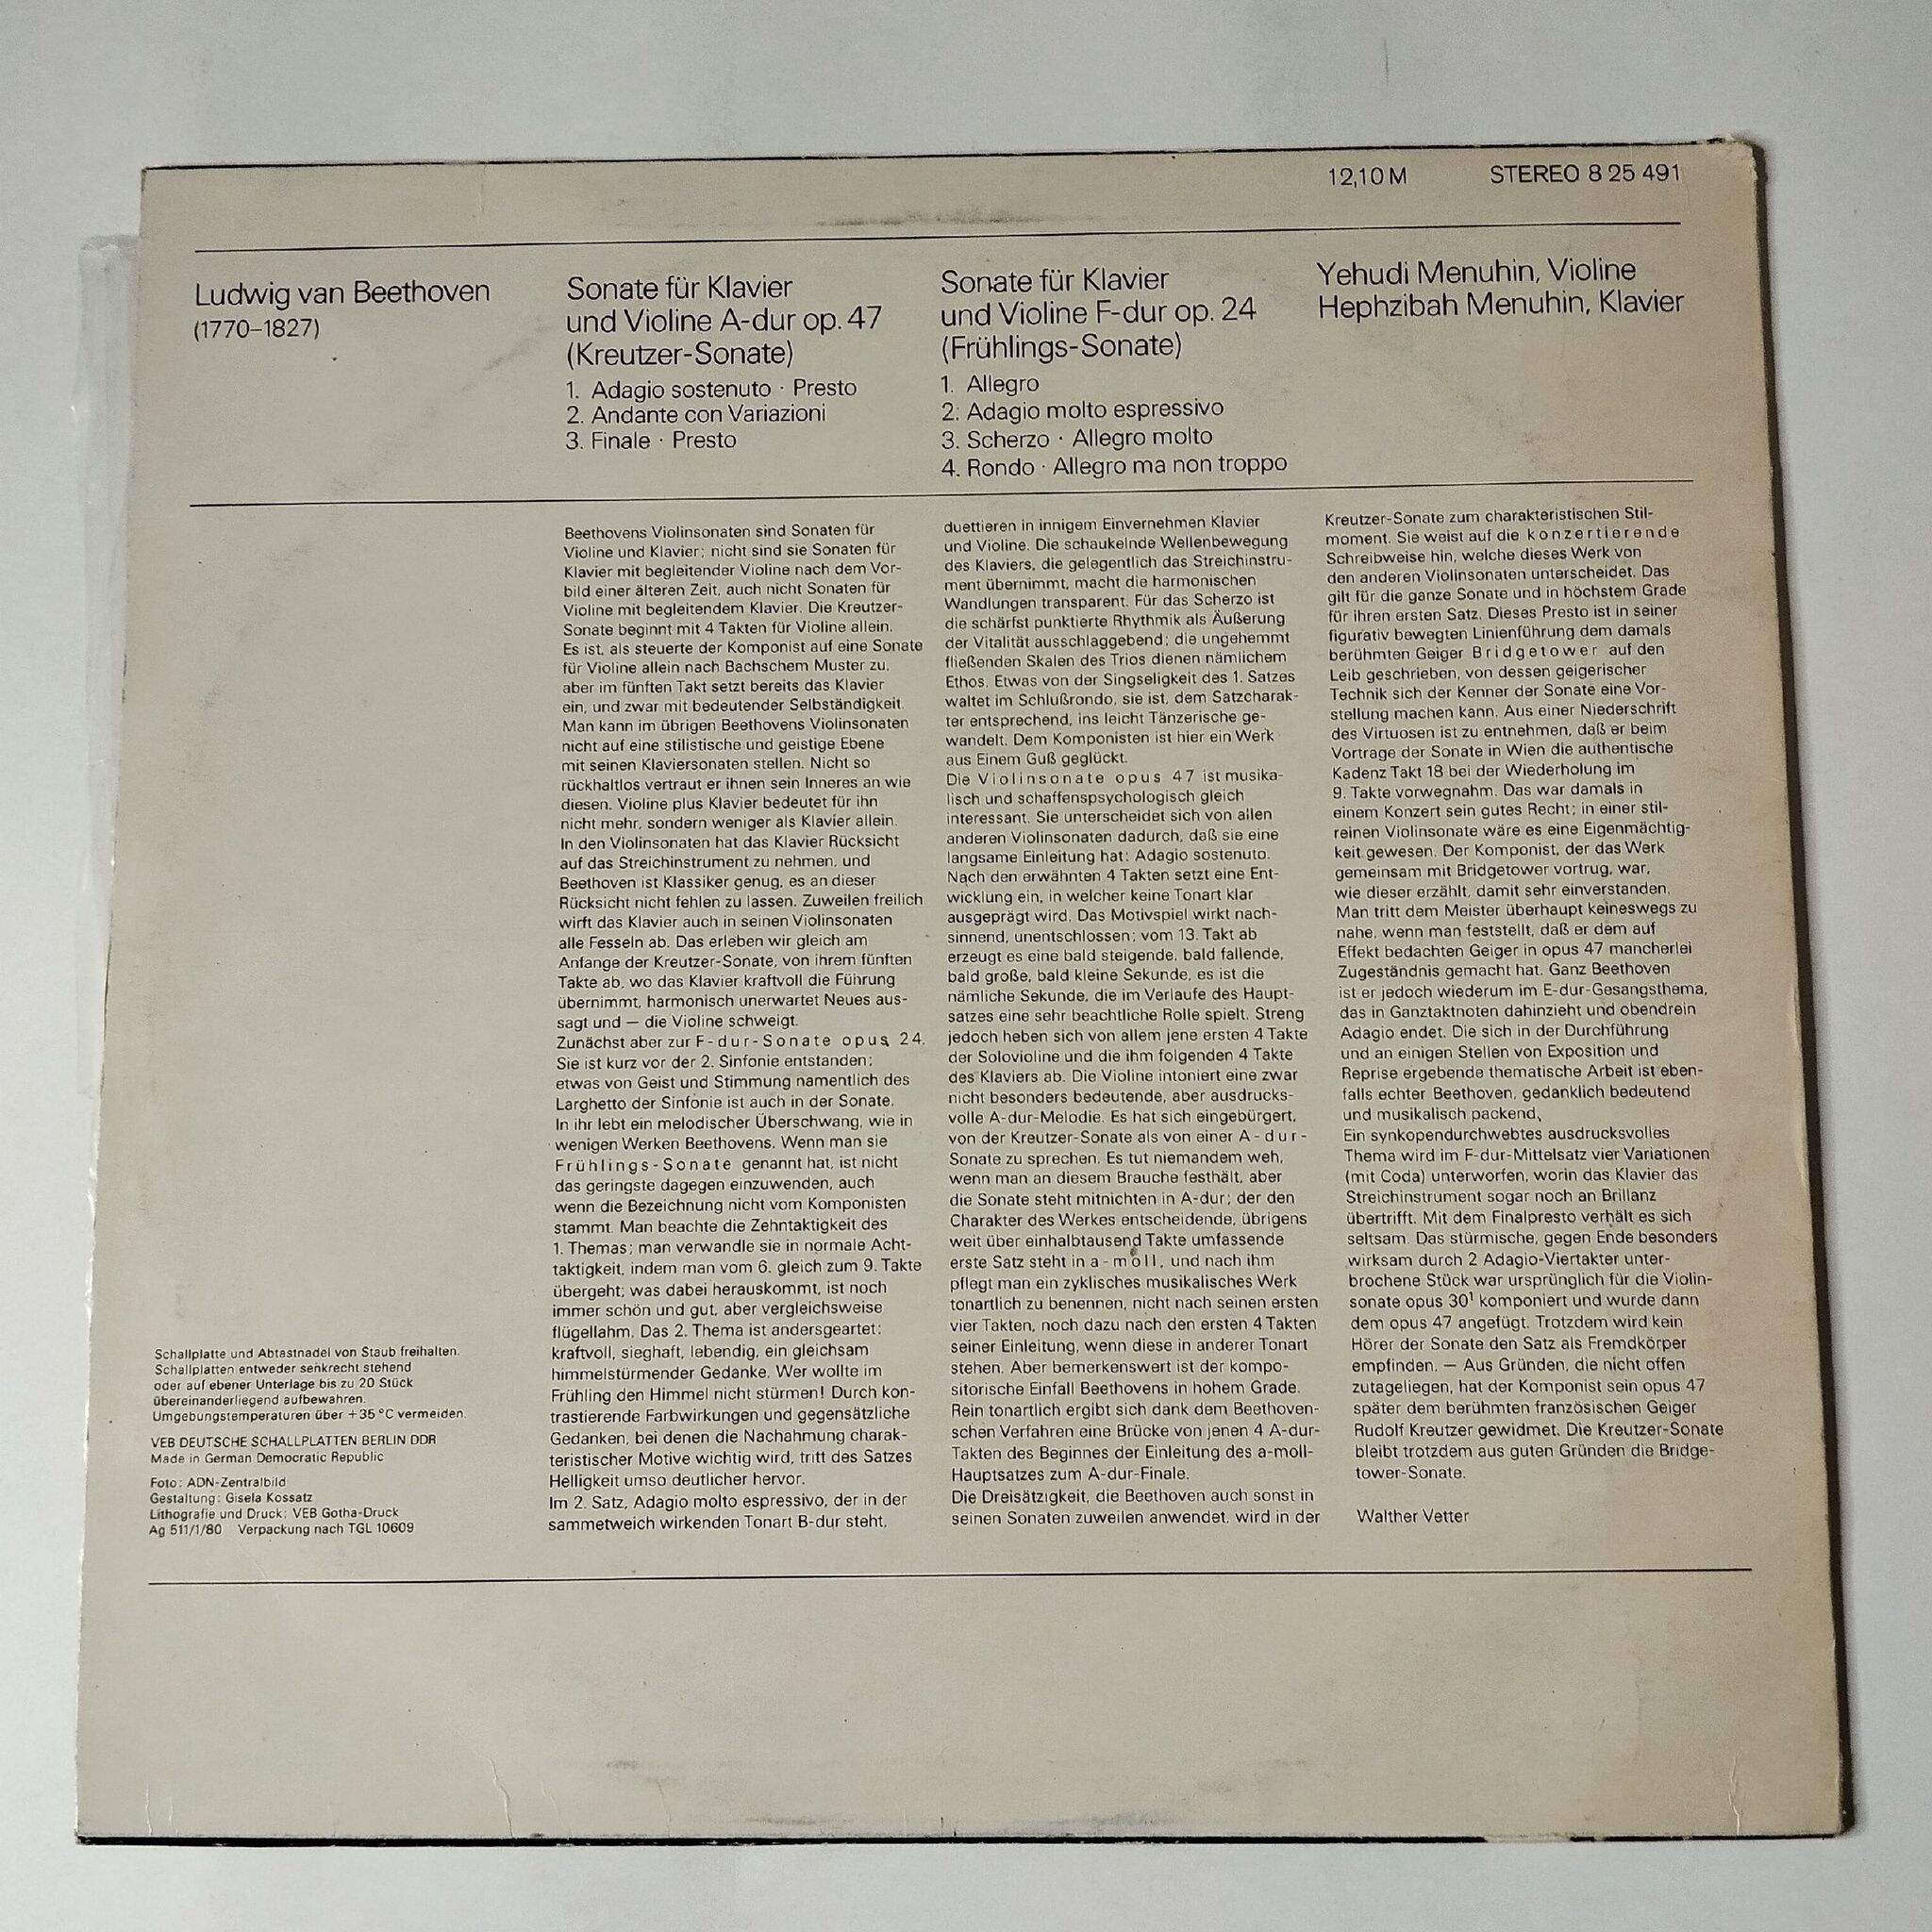 12,10 M STEREO 8 25 491
Ludwig van Beethoven
(1770–1827)
Sonate für Klavier
und Violine A-dur op. 47
(Kreutzer-Sonate)
1. Adagio sostenuto · Presto
2. Andante con Variazioni
3. Finale · Presto
Sonate für Klavier
und Violine F-dur op. 24
(Frühlings-Sonate)
1. Allegro
2. Adagio molto espressivo
3. Scherzo · Allegro molto
4. Rondo · Allegro ma non troppo
Yehudi Menuhin, Violine
Hephzibah Menuhin, Klavier
Schallplatte und Abtastnadel von Staub freihalten.
Schallplatten entweder senkrecht stehend
oder auf ebener Unterlage bis zu 20 Stück
übereinanderliegend aufbewahren.
Umgebungstemperaturen über +35 °C vermeiden.
VEB DEUTSCHE SCHALLPLATTEN BERLIN DDR
Made in German Democratic Republic
Foto: ADN-Zentralbild
Gestaltung: Gisela Kossatz
Lithografie und Druck: VEB Gotha-Druck
Ag 511/1/80 Verpackung nach TGL 10609
Beethovens Violinsonaten sind Sonaten für
Violine und Klavier; nicht sind sie Sonaten für
Klavier mit begleitender Violine nach dem Vor-
bild einer älteren Zeit, auch nicht Sonaten für
Violine mit begleitendem Klavier. Die Kreutzer-
Sonate beginnt mit 4 Takten für Violine allein.
Es ist, als steuerte der Komponist auf eine Sonate
für Violine allein nach Bachschem Muster zu,
aber im fünften Takt setzt bereits das Klavier
ein, und zwar mit bedeutender Selbständigkeit.
Man kann im übrigen Beethovens Violinsonaten
nicht auf eine stilistische und geistige Ebene
mit seinen Klaviersonaten stellen. Nicht so
rückhaltlos vertraut er ihnen sein Inneres an wie
diesen. Violine plus Klavier bedeutet für ihn
nicht mehr, sondern weniger als Klavier allein.
In den Violinsonaten hat das Klavier Rücksicht
auf das Streichinstrument zu nehmen, und
Beethoven ist Klassiker genug, es an dieser
Rücksicht nicht fehlen zu lassen. Zuweilen freilich
wirft das Klavier auch in seinen Violinsonaten
alle Fesseln ab. Das erleben wir gleich am
Anfange der Kreutzer-Sonate, von ihrem fünften
Takte ab, wo das Klavier kraftvoll die Führung
übernimmt, harmonisch unerwartet Neues aus-
sagt und — die Violine schweigt.
Zunächst aber zur F-dur-Sonate opus 24.
Sie ist kurz vor der 2. Sinfonie entstanden;
etwas von Geist und Stimmung namentlich des
Larghetto der Sinfonie ist auch in der Sonate.
In ihr lebt ein melodischer Überschwang, wie in
wenigen Werken Beethovens. Wenn man sie
Frühlings-Sonate genannt hat, ist nicht
das geringste dagegen einzuwenden, auch
wenn die Bezeichnung nicht vom Komponisten
stammt. Man beachte die Zehntaktigkeit des
1. Themas; man verwandle sie in normale Acht-
taktigkeit, indem man vom 6. gleich zum 9. Takte
übergeht; was dabei herauskommt, ist noch
immer schön und gut, aber vergleichsweise
flügellahm. Das 2. Thema ist andersgeartet:
kraftvoll, sieghaft, lebendig, ein gleichsam
himmelstürmender Gedanke. Wer wollte im
Frühling den Himmel nicht stürmen! Durch kon-
trastierende Farbwirkungen und gegensätzliche
Gedanken, bei denen die Nachahmung charak-
teristischer Motive wichtig wird, tritt des Satzes
Helligkeit umso deutlicher hervor.
Im 2. Satz, Adagio molto espressivo, der in der
sammetweich wirkenden Tonart B-dur steht,
duettieren in innigem Einvernehmen Klavier
und Violine. Die schaukelnde Wellenbewegung
des Klaviers, die gelegentlich das Streichinstru-
ment übernimmt, macht die harmonischen
Wandlungen transparent. Für das Scherzo ist
die schärfst punktierte Rhythmik als Äußerung
der Vitalität ausschlaggebend; die ungehemmt
fließenden Skalen des Trios dienen nämlichem
Ethos. Etwas von der Singseligkeit des 1. Satzes
waltet im Schlußrondo, sie ist, dem Satzcharak-
ter entsprechend, ins leicht Tänzerische ge-
wandelt. Dem Komponisten ist hier ein Werk
aus Einem Guß geglückt.
Die Violinsonate opus 47 ist musika-
lisch und schaffenspsychologisch gleich
interessant. Sie unterscheidet sich von allen
anderen Violinsonaten dadurch, daß sie eine
langsame Einleitung hat: Adagio sostenuto.
Nach den erwähnten 4 Takten setzt eine Ent-
wicklung ein, in welcher keine Tonart klar
ausgeprägt wird. Das Motivspiel wirkt nach-
sinnend, unentschlossen; vom 13. Takt ab
erzeugt es eine bald steigende, bald fallende,
bald große, bald kleine Sekunde, es ist die
nämliche Sekunde, die im Verlaufe des Haupt-
satzes eine sehr beachtliche Rolle spielt. Streng
jedoch heben sich von allem jene ersten 4 Takte
der Solovioline und die ihm folgenden 4 Takte
des Klaviers ab. Die Violine intoniert eine zwar
nicht besonders bedeutende, aber ausdrucks-
volle A-dur-Melodie. Es hat sich eingebürgert,
von der Kreutzer-Sonate als von einer A-dur-
Sonate zu sprechen. Es tut niemandem weh,
wenn man an diesem Brauche festhält, aber
die Sonate steht mitnichten in A-dur; der den
Charakter des Werkes entscheidende, übrigens
weit über einhalbtausend Takte umfassende
erste Satz steht in a-moll, und nach ihm
pflegt man ein zyklisches musikalisches Werk
tonartlich zu benennen, nicht nach seinen ersten
vier Takten, noch dazu nach den ersten 4 Takten
seiner Einleitung, wenn diese in anderer Tonart
stehen. Aber bemerkenswert ist der kompo-
sitorische Einfall Beethovens in hohem Grade.
Rein tonartlich ergibt sich dank dem Beethoven-
schen Verfahren eine Brücke von jenen 4 A-dur-
Takten des Beginnes der Einleitung des a-moll-
Hauptsatzes zum A-dur-Finale.
Die Dreisätzigkeit, die Beethoven auch sonst in
seinen Sonaten zuweilen anwendet, wird in der
Kreutzer-Sonate zum charakteristischen Stil-
moment. Sie weist auf die konzertierende
Schreibweise hin, welche dieses Werk von
den anderen Violinsonaten unterscheidet. Das
gilt für die ganze Sonate und in höchstem Grade
für ihren ersten Satz. Dieses Presto ist in seiner
figurativ bewegten Linienführung dem damals
berühmten Geiger Bridgetower auf den
Leib geschrieben, von dessen geigerischer
Technik sich der Kenner der Sonate eine Vor-
stellung machen kann. Aus einer Niederschrift
des Virtuosen ist zu entnehmen, daß er beim
Vortrage der Sonate in Wien die authentische
Kadenz Takt 18 bei der Wiederholung im
9. Takte vorwegnahm. Das war damals in
einem Konzert sein gutes Recht; in einer stil-
reinen Violinsonate wäre es eine Eigenmächtig-
keit gewesen. Der Komponist, der das Werk
gemeinsam mit Bridgetower vortrug, war,
wie dieser erzählt, damit sehr einverstanden.
Man tritt dem Meister überhaupt keineswegs zu
nahe, wenn man feststellt, daß er dem auf
Effekt bedachten Geiger in opus 47 mancherlei
Zugeständnis gemacht hat. Ganz Beethoven
ist er jedoch wiederum im E-dur-Gesangsthema,
das in Ganztaktnoten dahinzieht und obendrein
Adagio endet. Die sich in der Durchführung
und an einigen Stellen von Exposition und
Reprise ergebende thematische Arbeit ist eben-
falls echter Beethoven, gedanklich bedeutend
und musikalisch packend.
Ein synkopendurchwebtes ausdrucksvolles
Thema wird im F-dur-Mittelsatz vier Variationen
(mit Coda) unterworfen, worin das Klavier das
Streichinstrument sogar noch an Brillanz
übertrifft. Mit dem Finalpresto verhält es sich
seltsam. Das stürmische, gegen Ende besonders
wirksam durch 2 Adagio-Viertakter unter-
brochene Stück war ursprünglich für die Violin-
sonate opus 30¹ komponiert und wurde dann
dem opus 47 angefügt. Trotzdem wird kein
Hörer der Sonate den Satz als Fremdkörper
empfinden. — Aus Gründen, die nicht offen
zutageliegen, hat der Komponist sein opus 47
später dem berühmten französischen Geiger
Rudolf Kreutzer gewidmet. Die Kreutzer-Sonate
bleibt trotzdem aus guten Gründen die Bridge-
tower-Sonate.
Walther Vetter